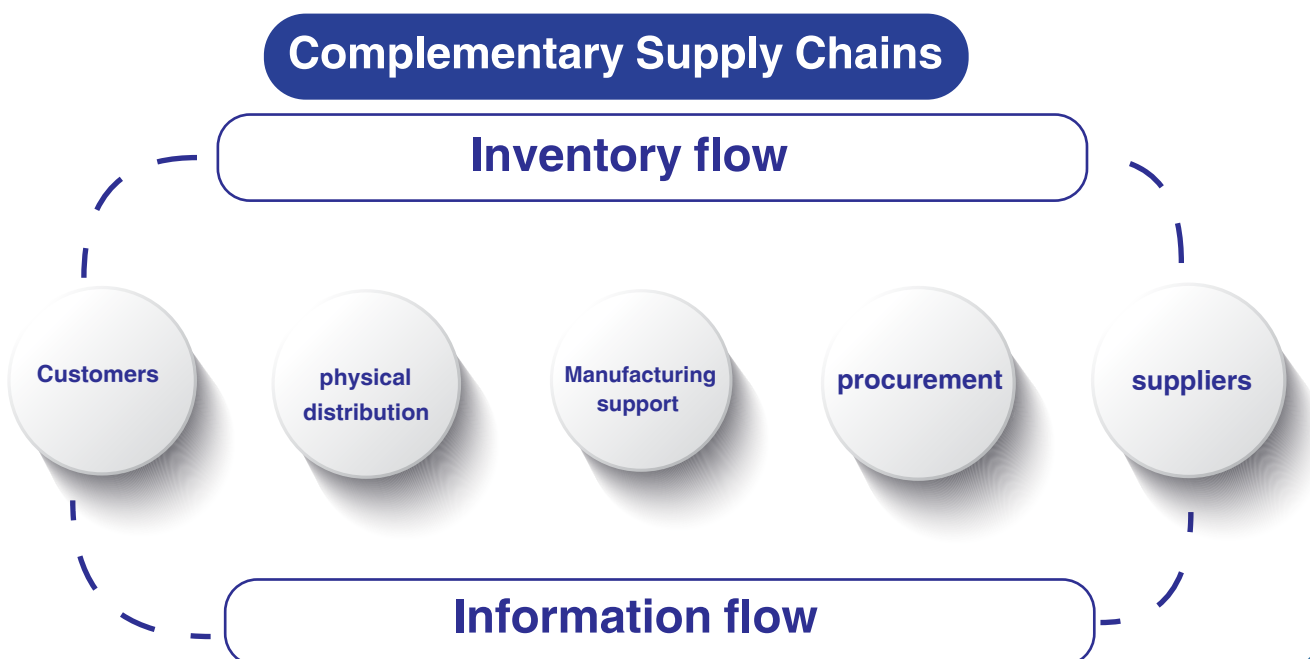 Complementary Supply Chains
Inventory flow
Customers
physical
distribution
Manufacturing
support
procurement
suppliers
Information flow